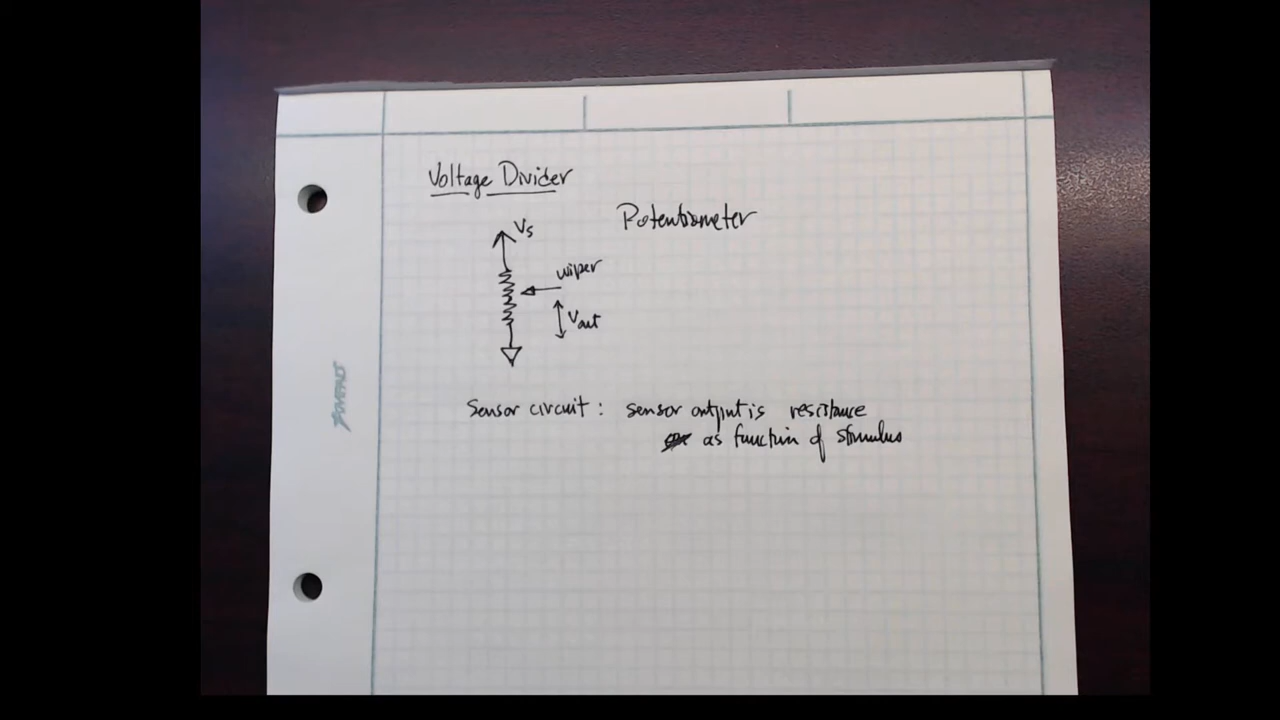 Voltage Divider
Potentiometer
Vs
wiper
Vout
Sensor circuit : sensor output is resistance
as function of stimulus